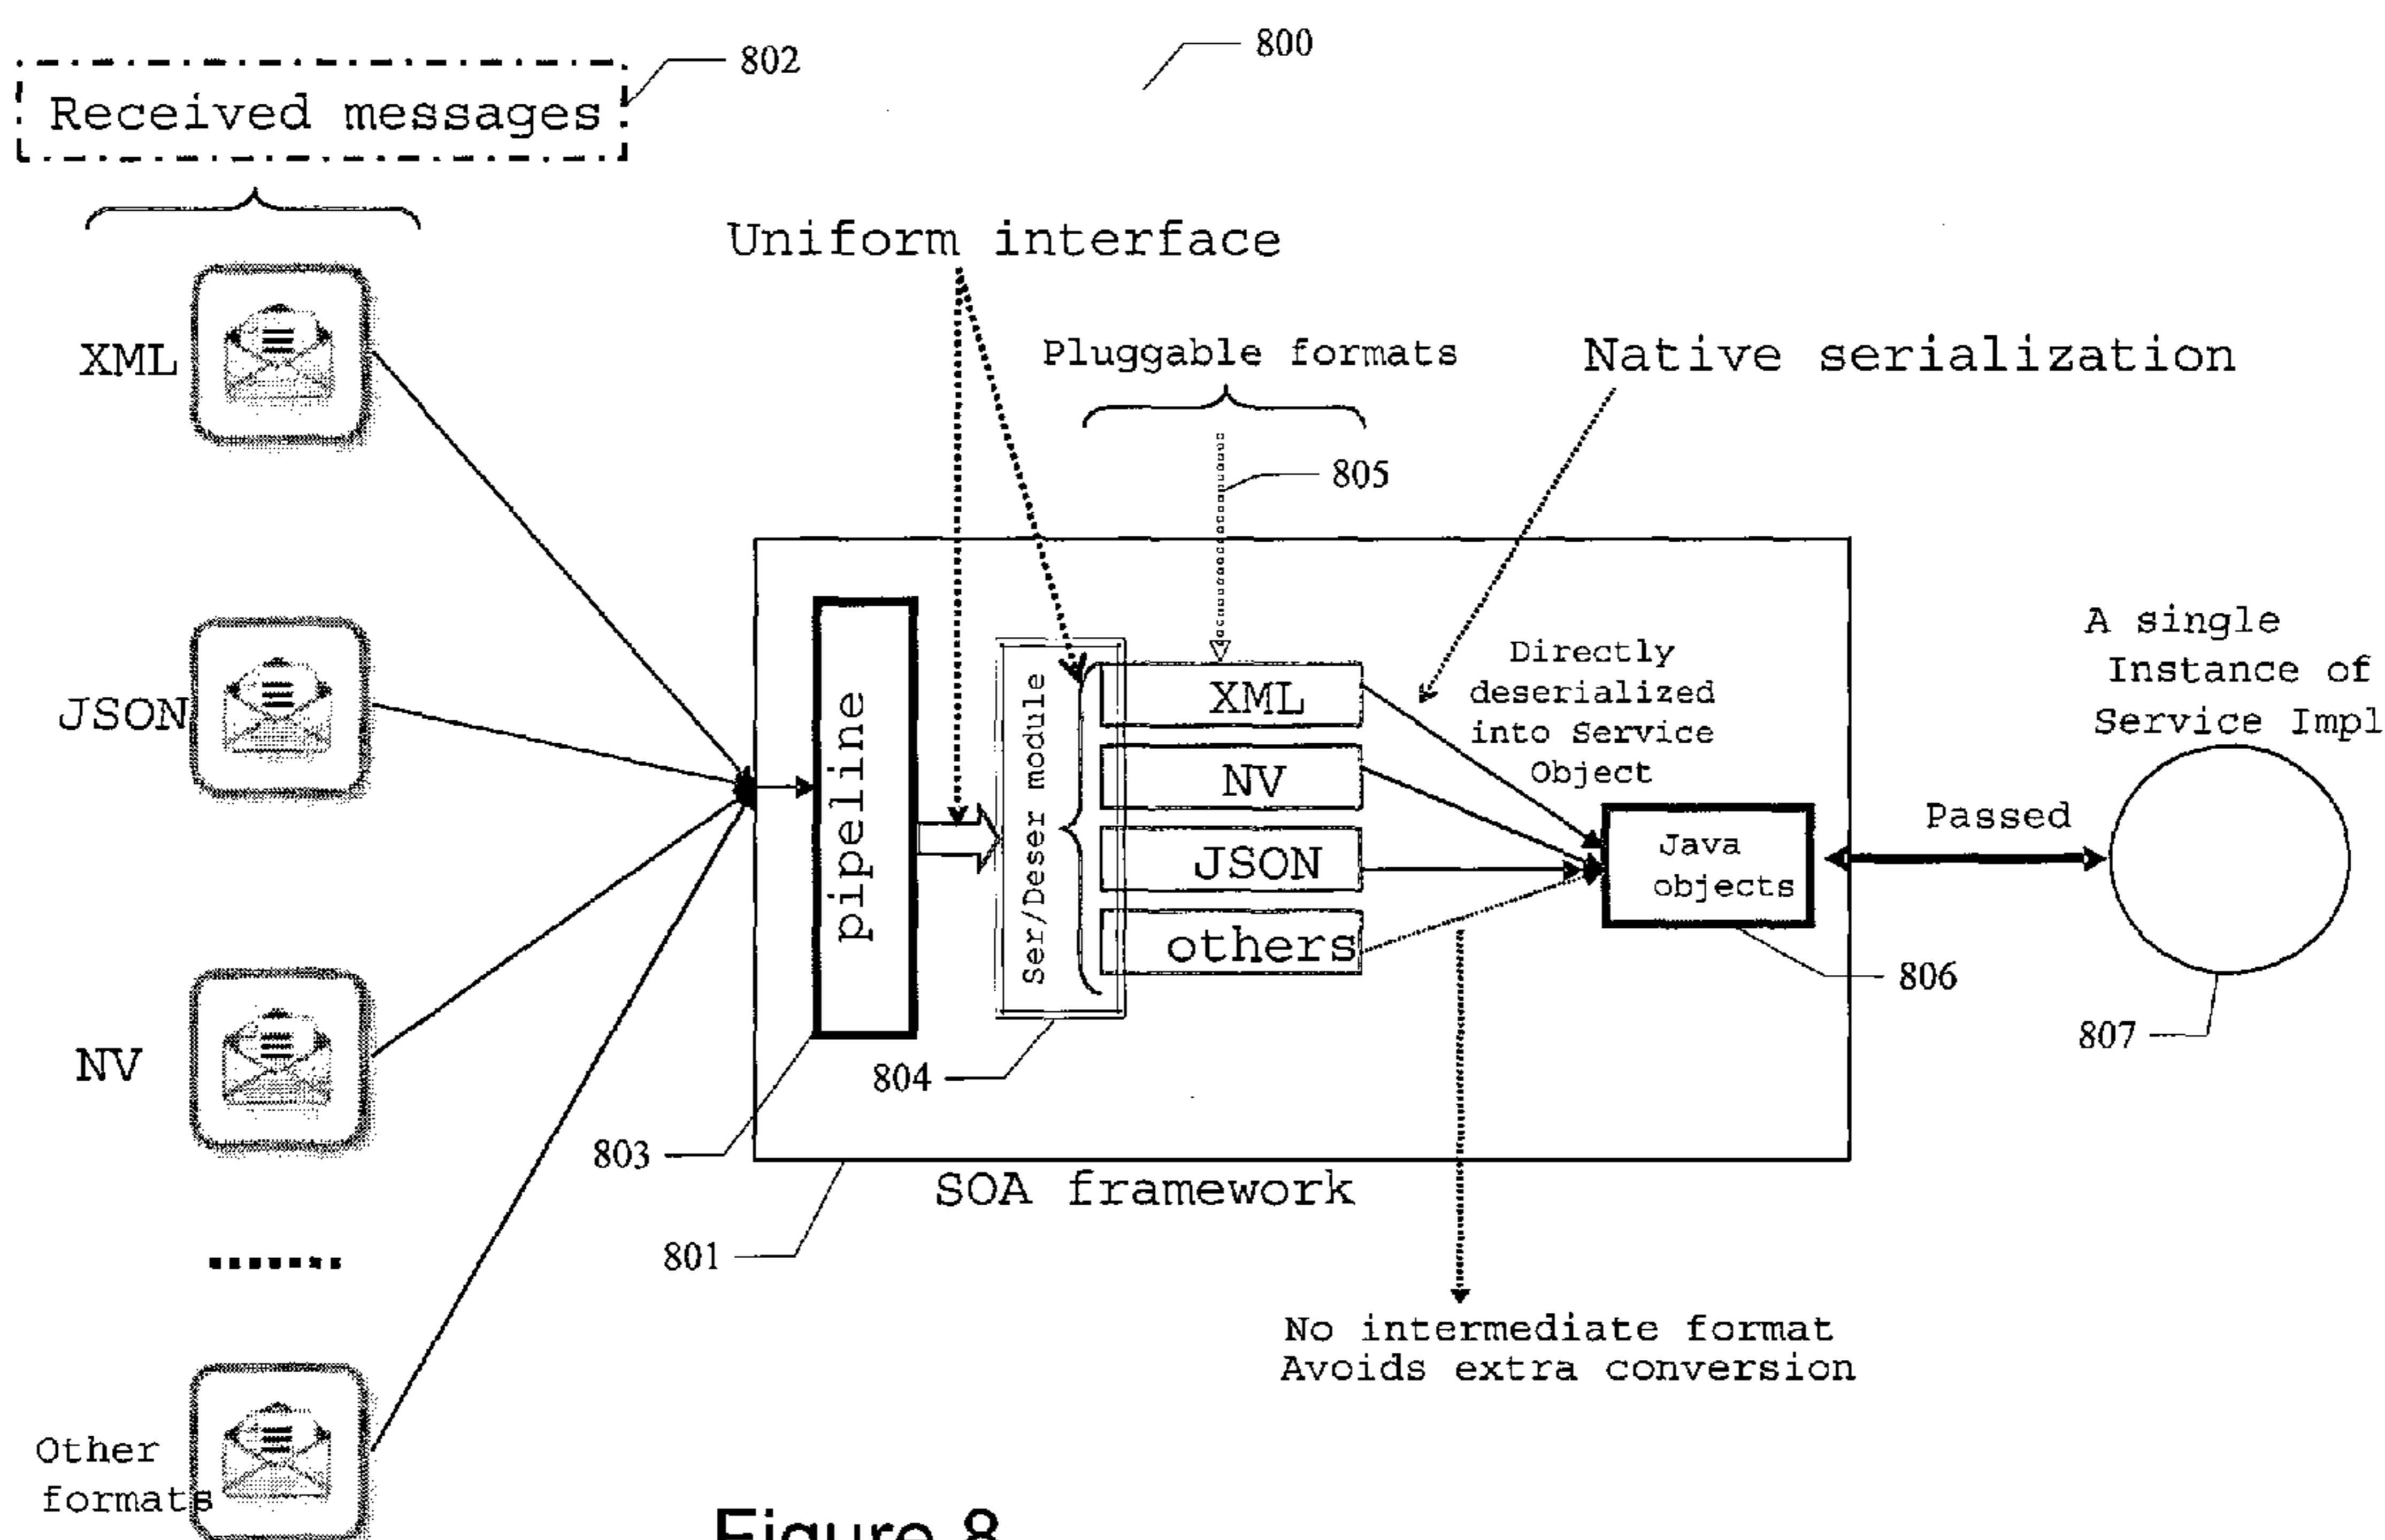 800
802
Received messages
Uniform interface
Pluggable formats
Native serialization
XML
805
JSON
pipeline
Ser/Deser module
XML
NV
JSON
others
Directly
deserialized
into Service
Object
Java
objects
Passed
A single
Instance of
Service Impl
806
807
NV
804
803
SOA framework
801
No intermediate format
Avoids extra conversion
Other
formats
Figure 8